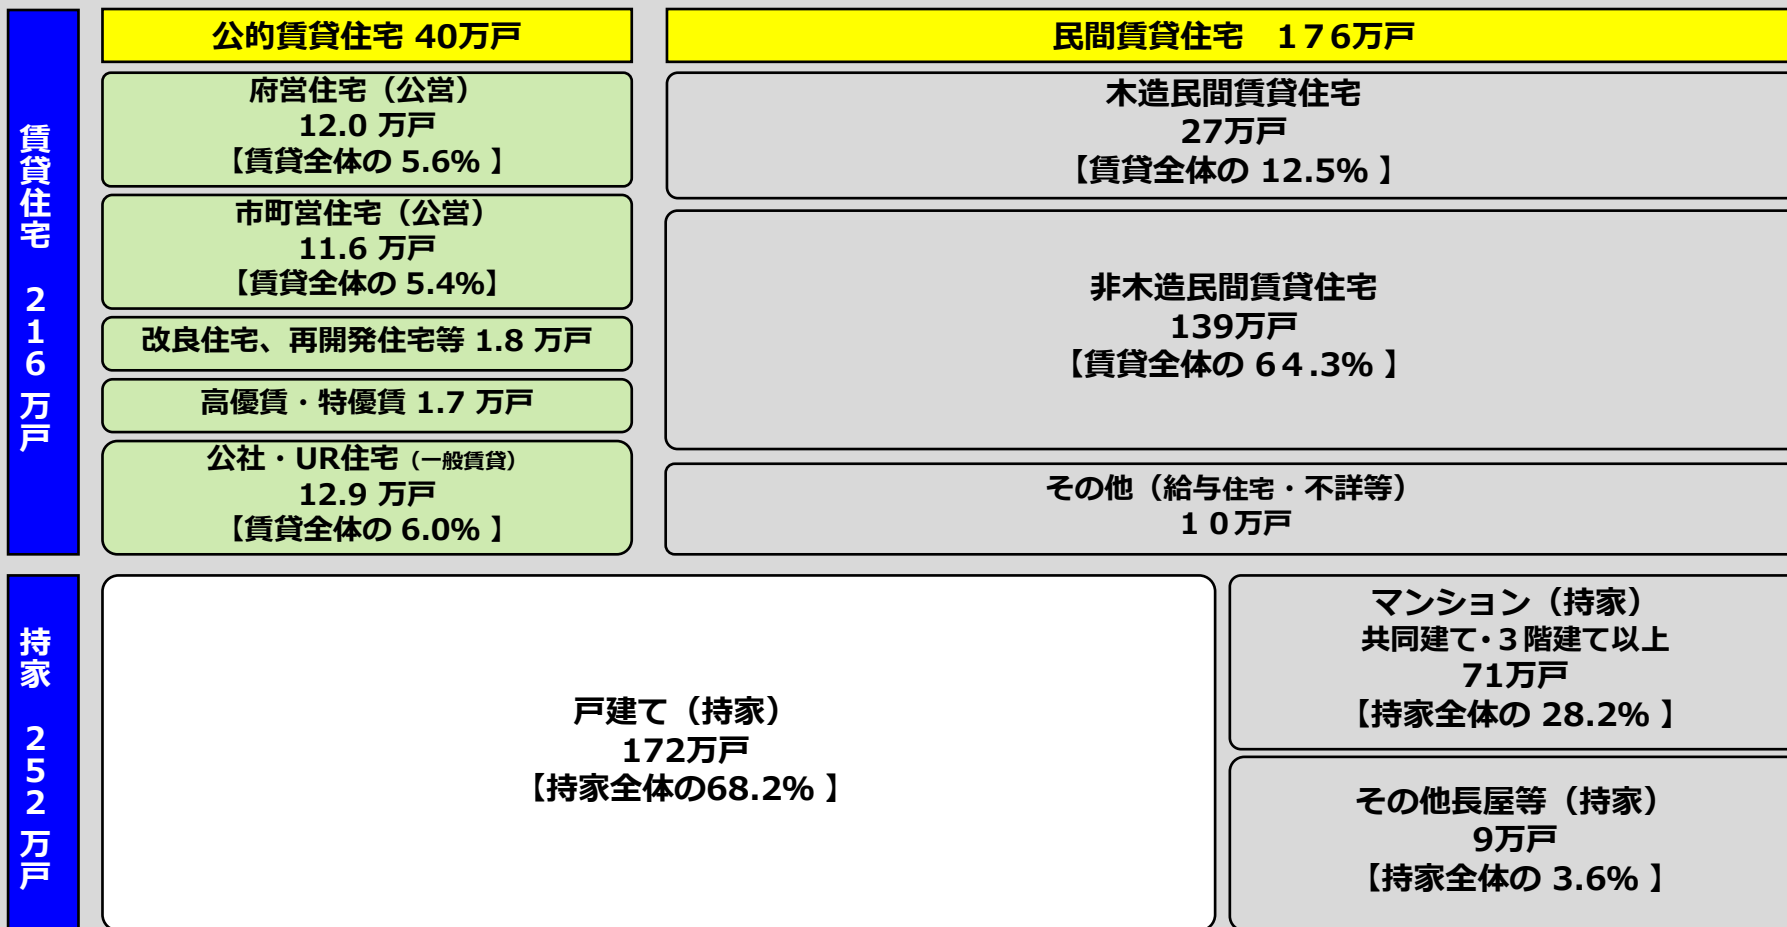 賃貸住宅　２１６万戸
公的賃貸住宅 40万戸
府営住宅（公営）
12.0 万戸
【賃貸全体の 5.6% 】
市町営住宅（公営）
11.6 万戸
【賃貸全体の 5.4%】
改良住宅、再開発住宅等 1.8 万戸
高優賃・特優賃 1.7 万戸
公社・UR住宅（一般賃貸）
12.9 万戸
【賃貸全体の 6.0% 】
民間賃貸住宅　１７６万戸
木造民間賃貸住宅
27万戸
【賃貸全体の 12.5% 】
非木造民間賃貸住宅
139万戸
【賃貸全体の ６４.3% 】
その他（給与住宅・不詳等）
１０万戸
持家　２５２万戸
戸建て（持家）
172万戸
【持家全体の68.2% 】
マンション（持家）
共同建て・３階建て以上
71万戸
【持家全体の 28.2% 】
その他長屋等（持家）
9万戸
【持家全体の 3.6% 】